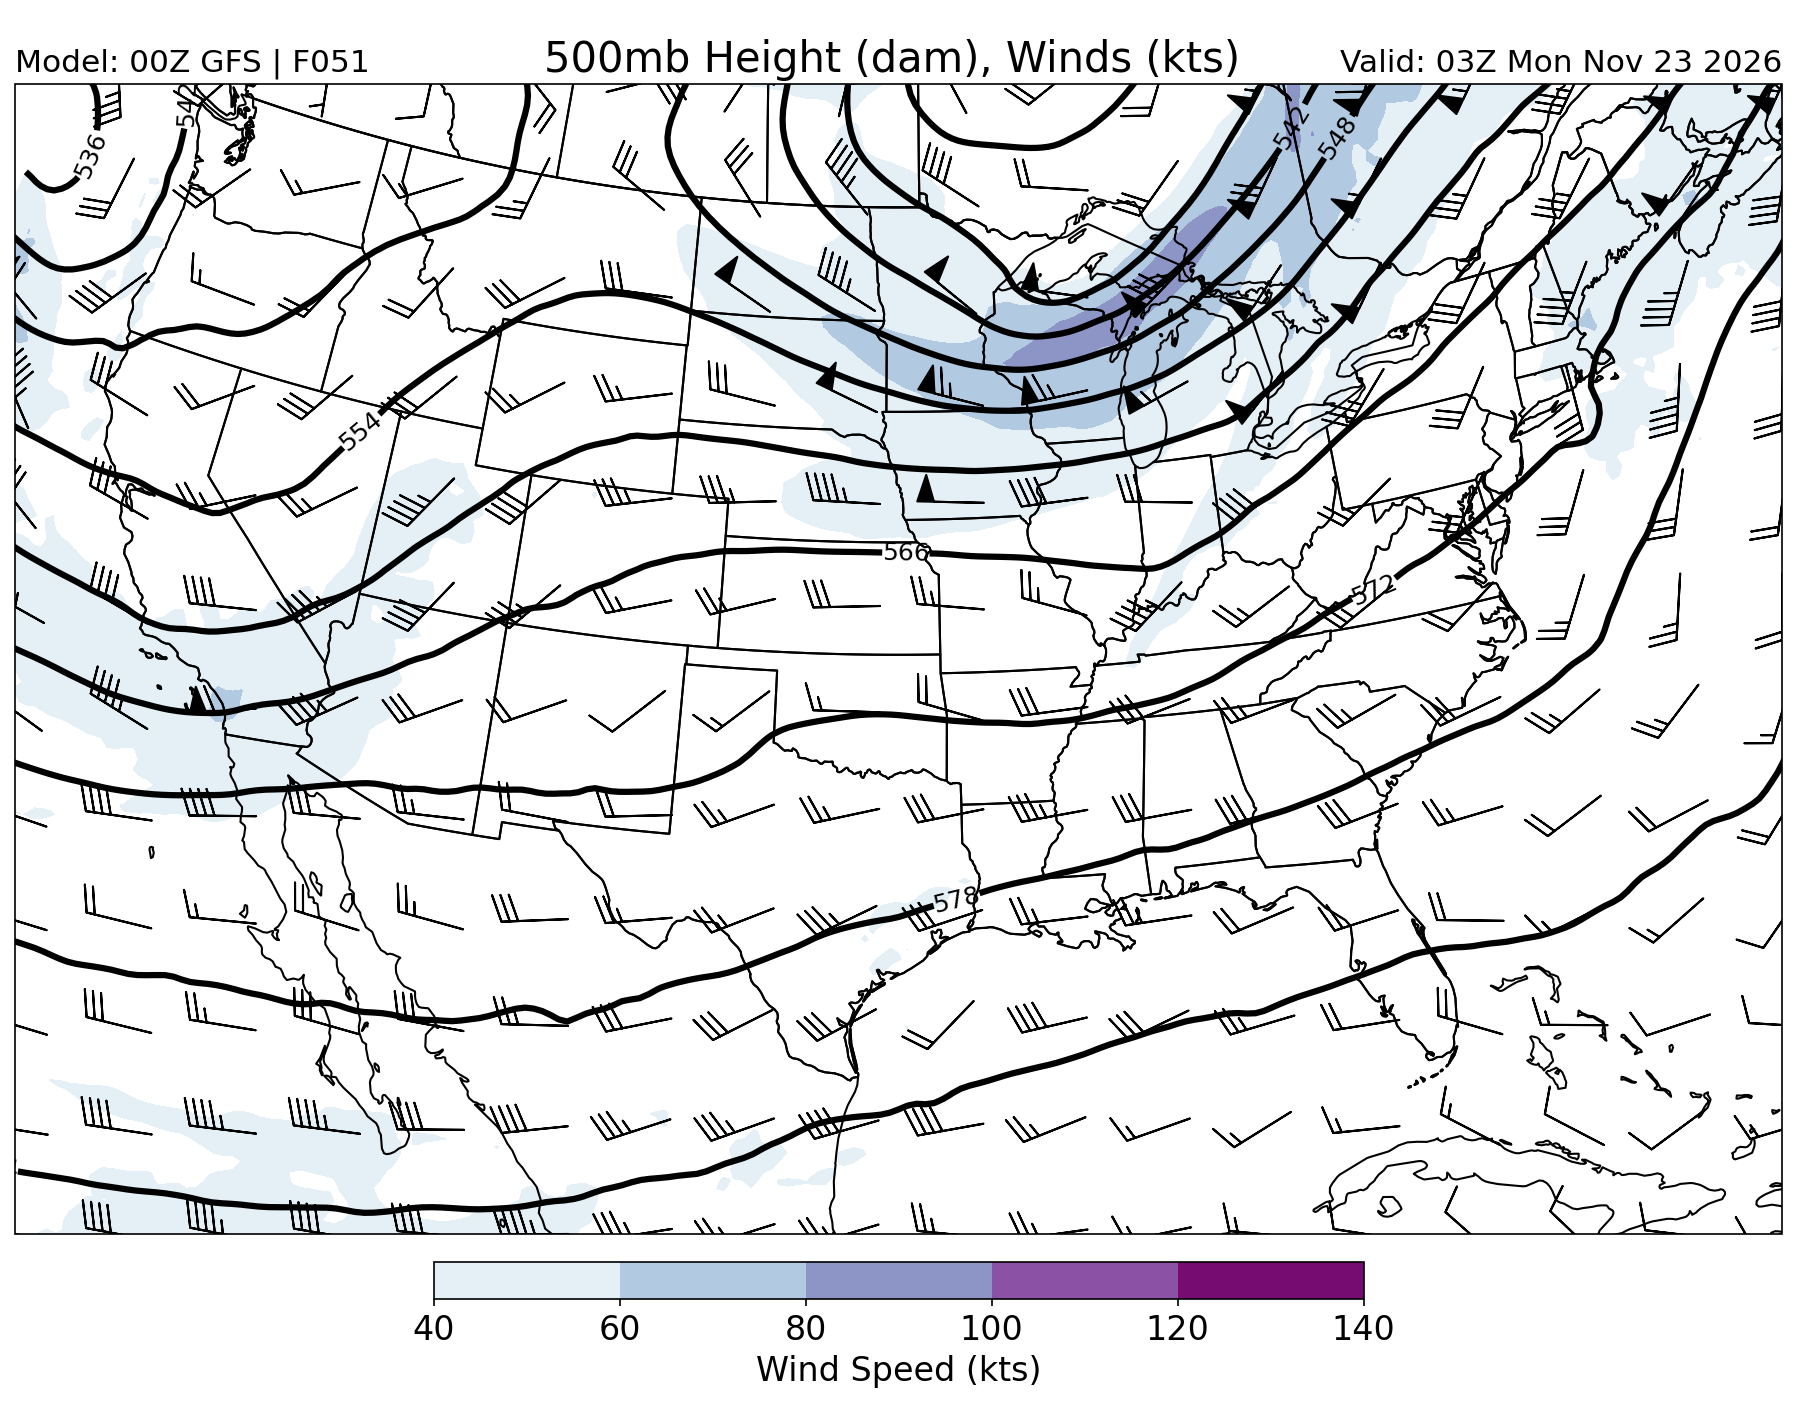 Model: 00Z GFS | F051
500mb Height (dam), Winds (kts)
Valid: 03Z Mon Nov 23 2026
536
542
542
548
554
566
572
578
40 60 80 100 120 140
Wind Speed (kts)